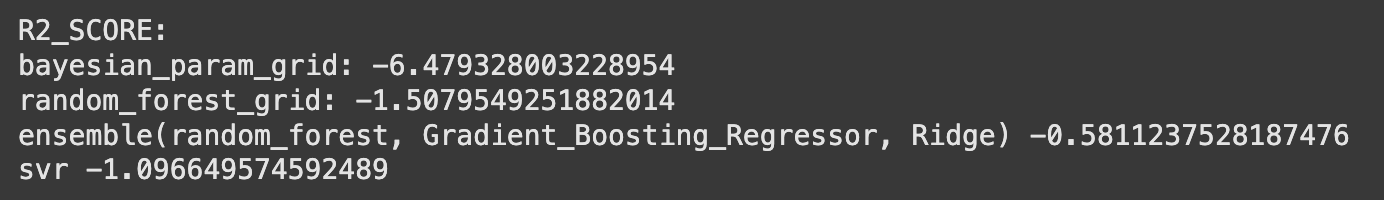 R2_SCORE:
bayesian_param_grid: -6.479328003228954
random_forest_grid: -1.5079549251882014
ensemble(random_forest, Gradient_Boosting_Regressor, Ridge) -0.5811237528187476
svr -1.096649574592489